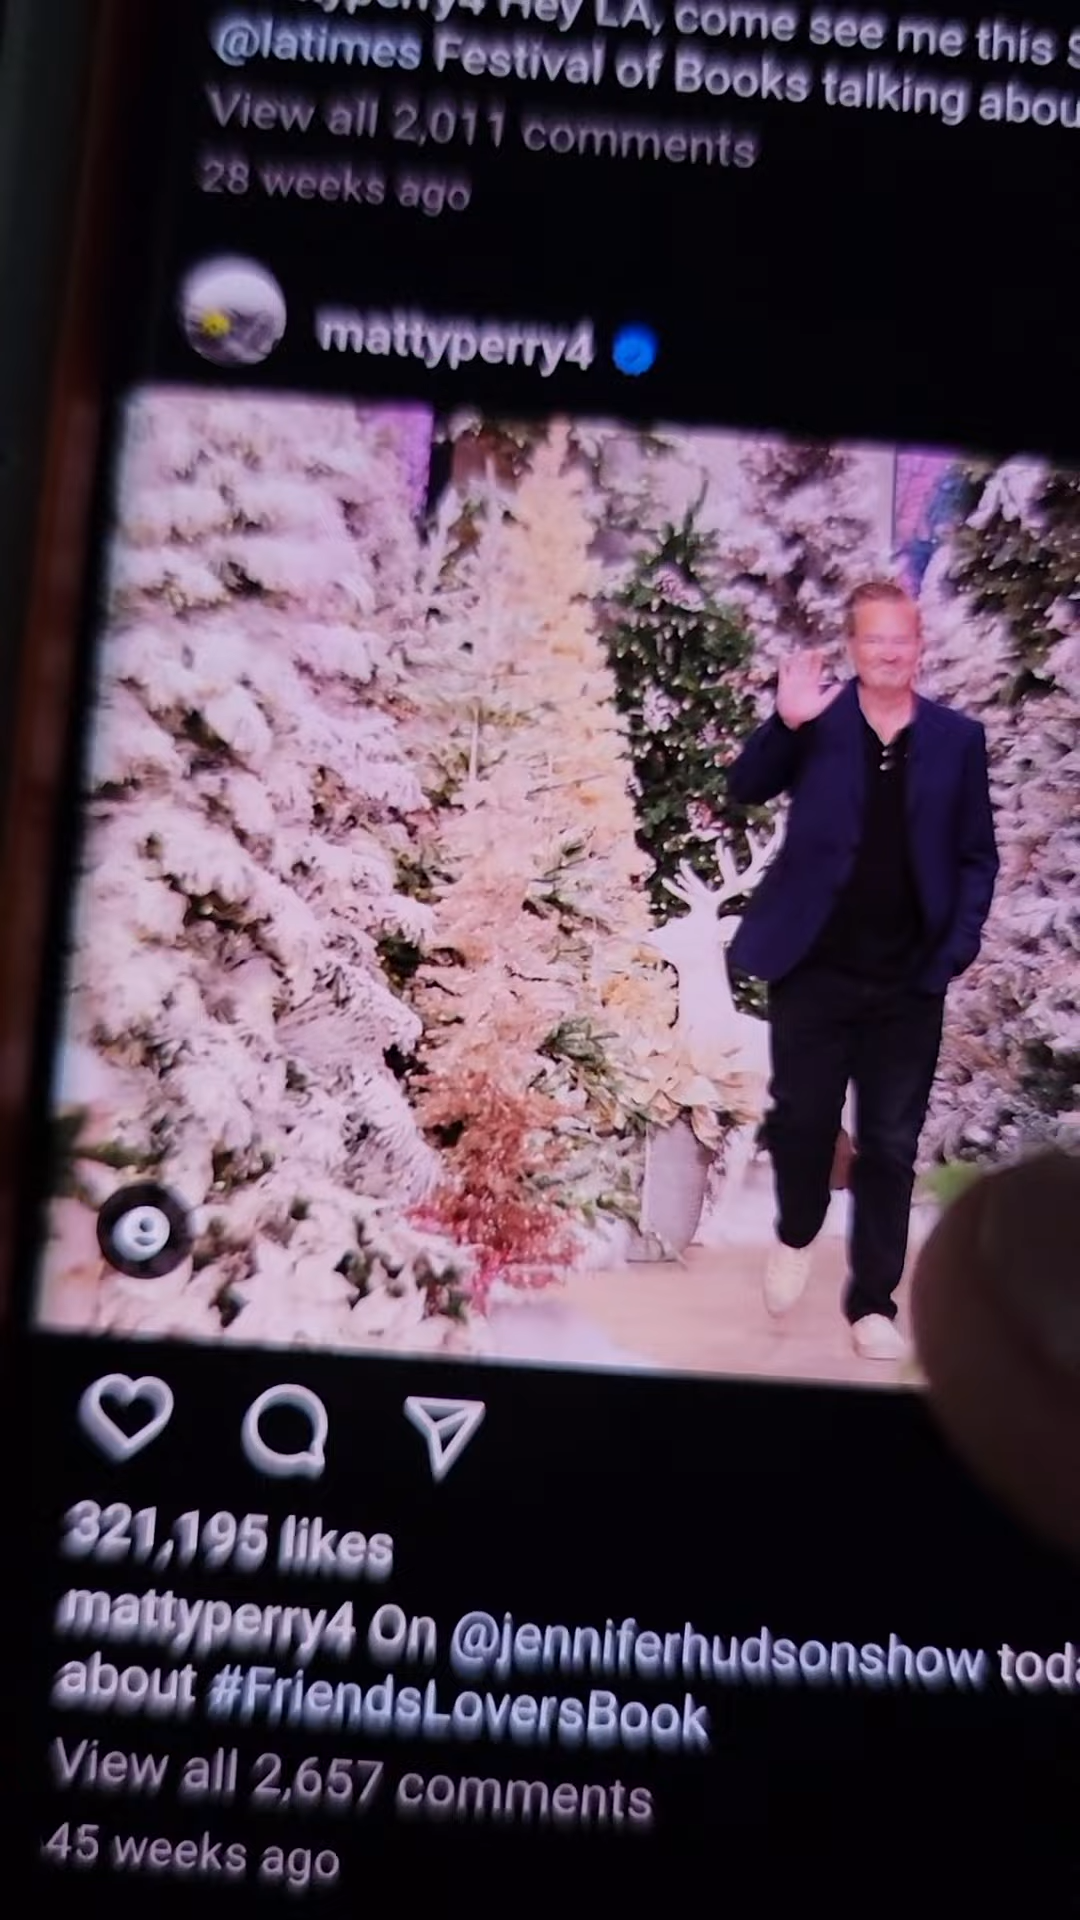 Hey LA, come see me this
@latimes Festival of Books talking
View all 2,011 comments
28 weeks ago
mattyperry4
321,195 likes
mattyperry4 On @jenniferhudsonshow
about #FriendsLoversBook
View all 2,657 comments
45 weeks ago